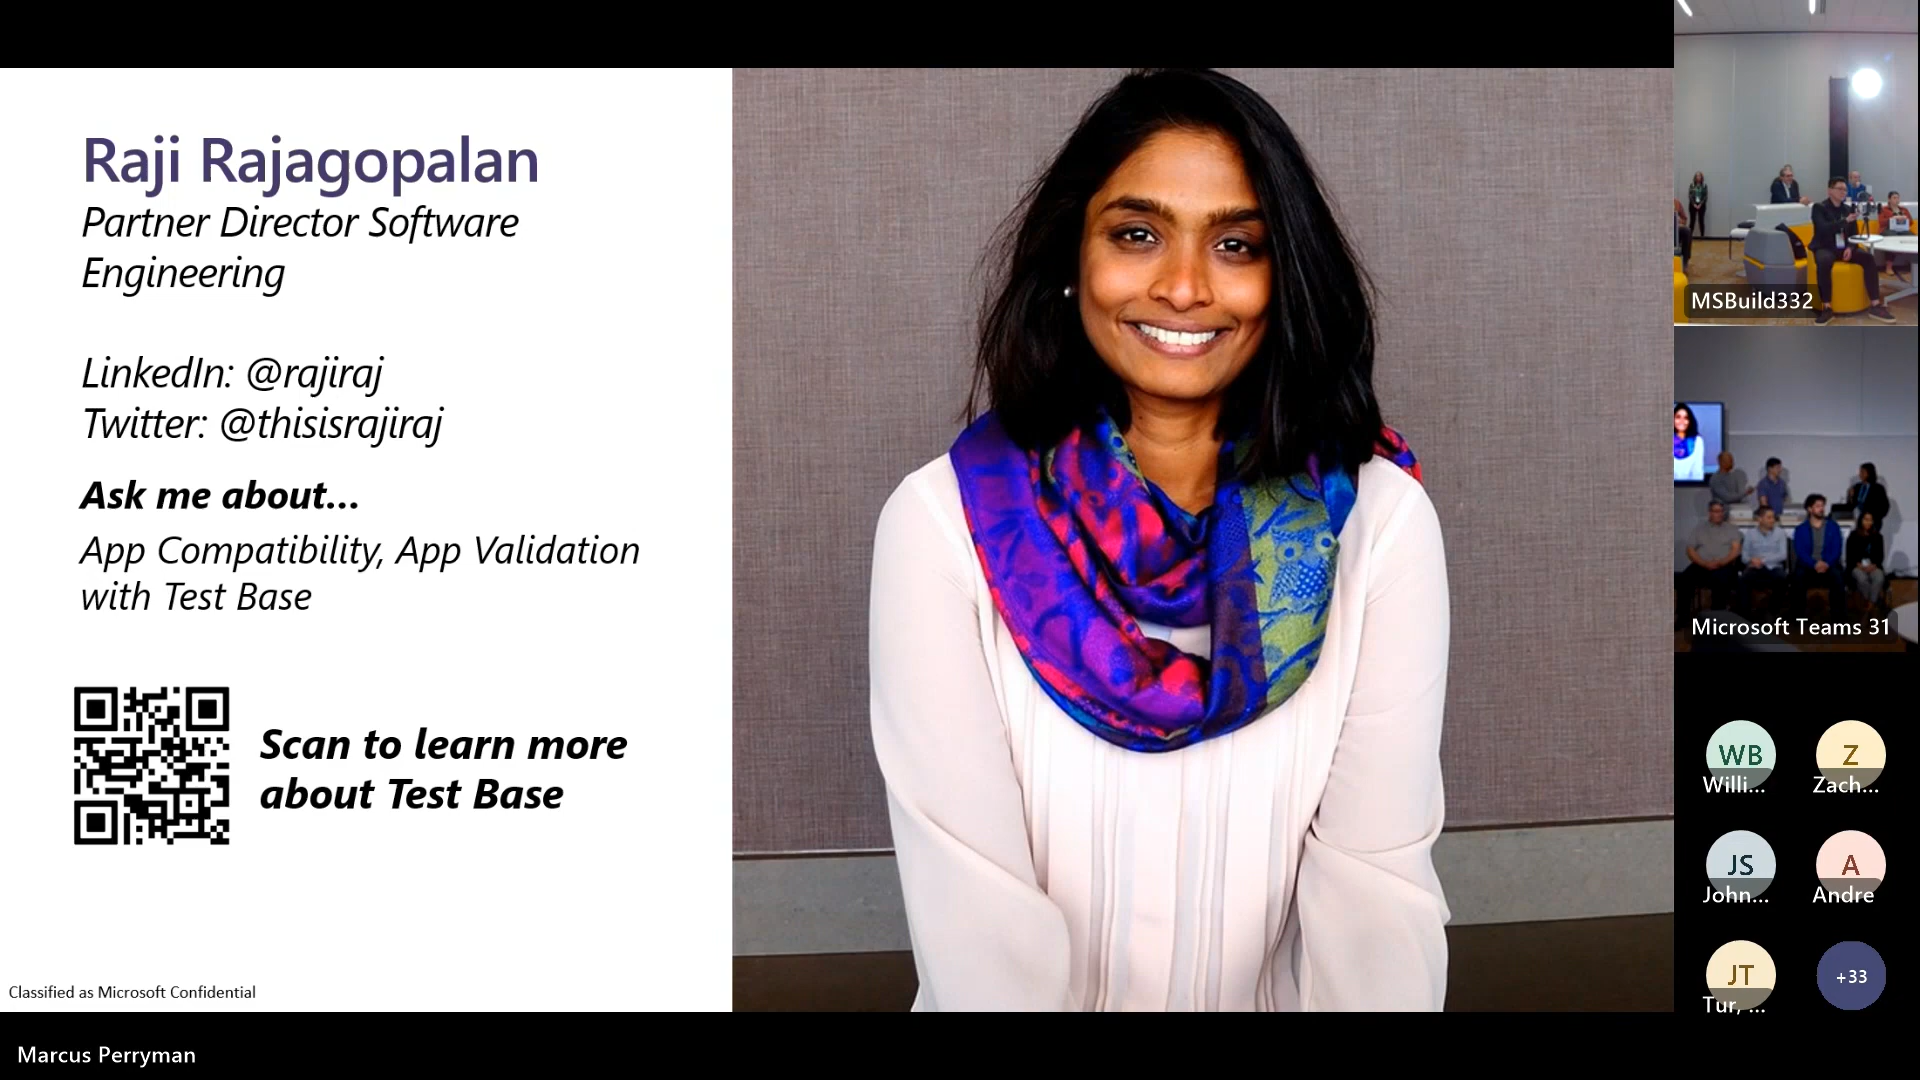 Raji Rajagopalan
Partner Director Software
Engineering
LinkedIn: @rajiraj
Twitter: @thisisrajiraj
Ask me about...
App Compatibility, App Validation
with Test Base
Scan to learn more
about Test Base
Classified as Microsoft Confidential
Marcus Perryman
MSBuild332
Microsoft Teams 31
WB
Willi...
Z
Zach...
JS
John...
A
Andre
JT
Tur, ...
+33